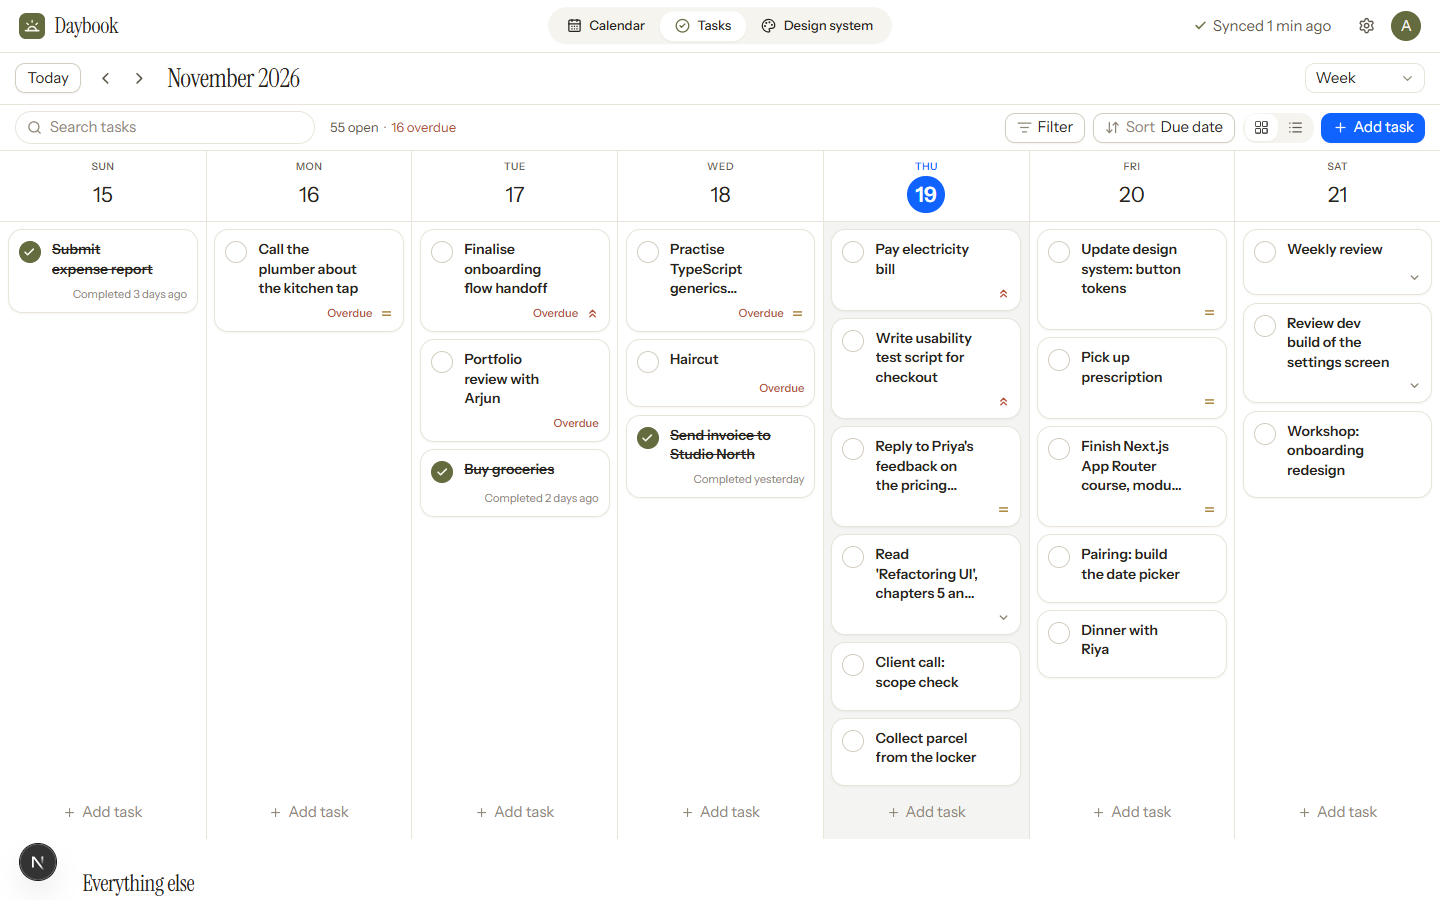 Daybook
Calendar
Tasks
Design system
Synced 1 min ago
A
Today
November 2026
Week
Search tasks
55 open · 16 overdue
Filter
Sort Due date
Add task
SUN
15
MON
16
TUE
17
WED
18
THU
19
FRI
20
SAT
21
Submit
expense report
Completed 3 days ago
Add task
Call the
plumber about
the kitchen tap
Overdue
Add task
Finalise
onboarding
flow handoff
Overdue
Portfolio
review with
Arjun
Overdue
Buy groceries
Completed 2 days ago
Add task
Practise
TypeScript
generics...
Overdue
Haircut
Overdue
Send invoice to
Studio North
Completed yesterday
Add task
Pay electricity
bill
Write usability
test script for
checkout
Reply to Priya's
feedback on
the pricing...
Read
'Refactoring UI',
chapters 5 an...
Client call:
scope check
Collect parcel
from the locker
Add task
Update design
system: button
tokens
Pick up
prescription
Finish Next.js
App Router
course, modu...
Pairing: build
the date picker
Dinner with
Riya
Add task
Weekly review
Review dev
build of the
settings screen
Workshop:
onboarding
redesign
Add task
N
Everything else